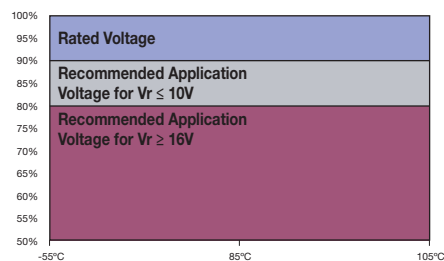 100%
95%
90%
85%
80%
75%
70%
65%
60%
55%
50%
Rated Voltage
Recommended Application
Voltage for Vr ≤ 10V
Recommended Application
Voltage for Vr ≥ 16V
-55ºC
85ºC
105ºC